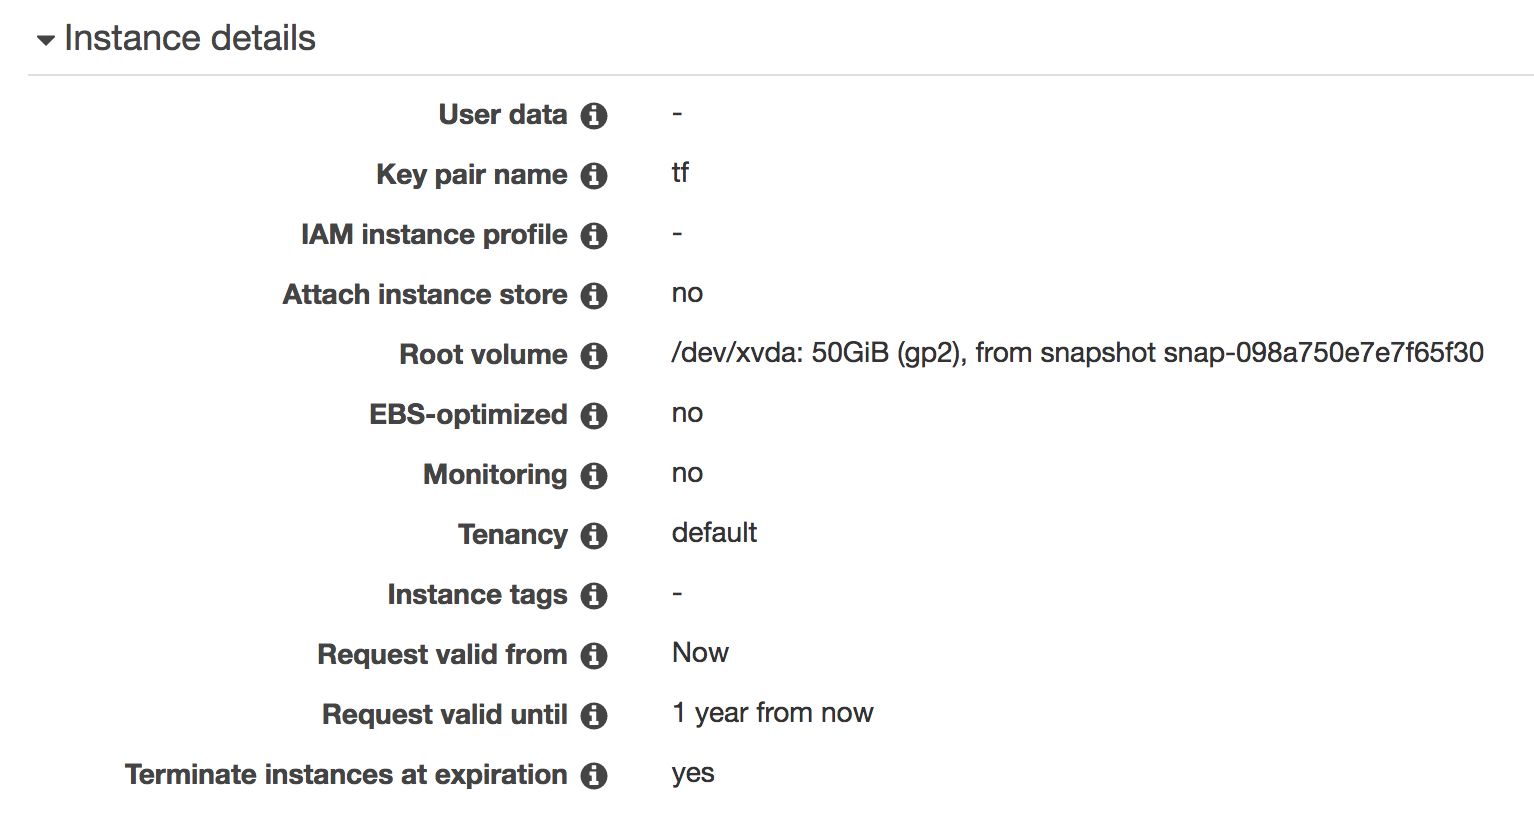 Instance details
User data -
Key pair name tf
IAM instance profile -
Attach instance store no
Root volume /dev/xvda: 50GiB (gp2), from snapshot snap-098a750e7e7f65f30
EBS-optimized no
Monitoring no
Tenancy default
Instance tags -
Request valid from Now
Request valid until 1 year from now
Terminate instances at expiration yes